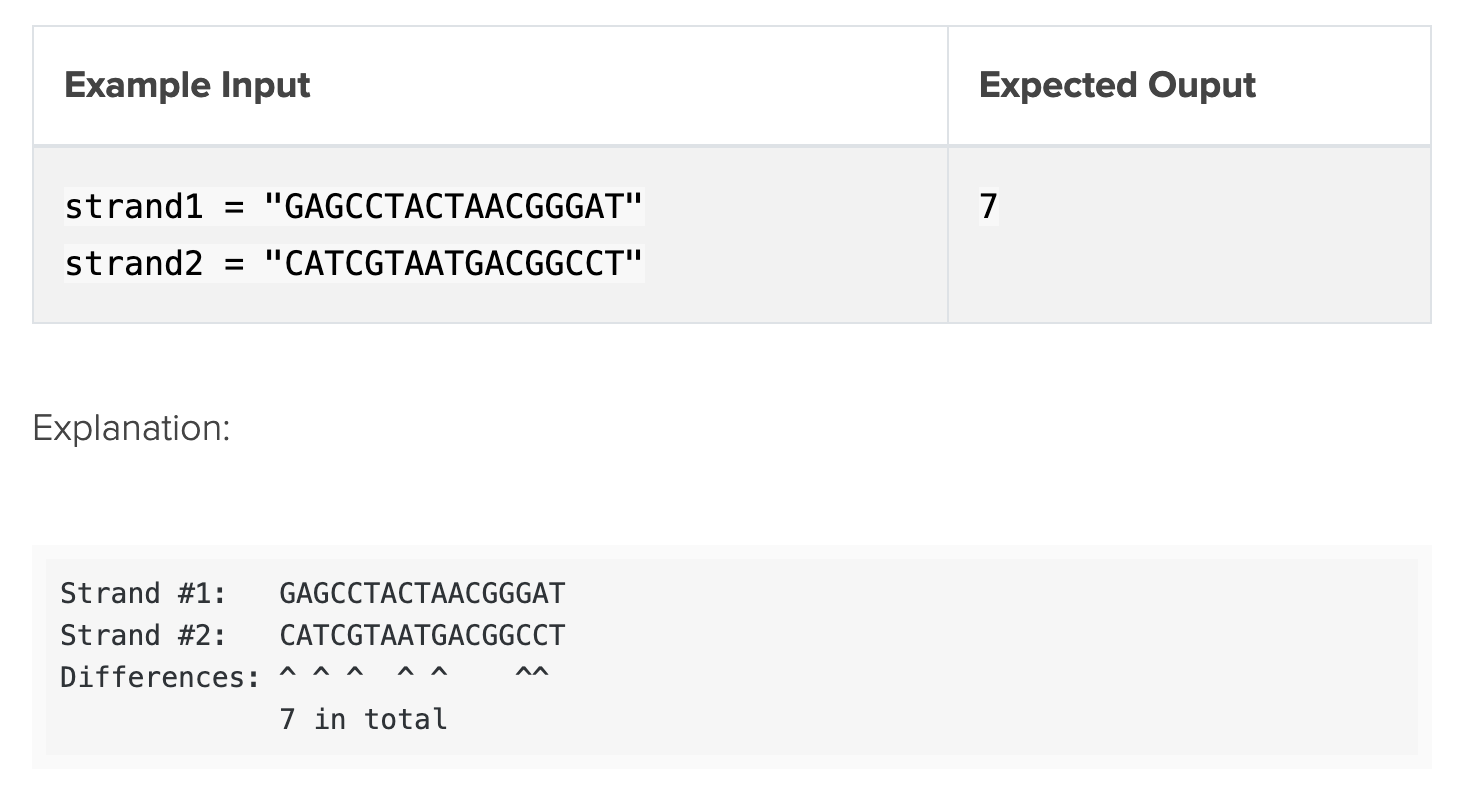 Example Input
Expected Ouput
strand1 = "GAGCCTACTAACGGGAT"
7
strand2 = "CATCGTAATGACGGCCT"
Explanation:
Strand #1:   GAGCCTACTAACGGGAT
Strand #2:   CATCGTAATGACGGCCT
Differences: ^ ^ ^  ^ ^    ^^
             7 in total